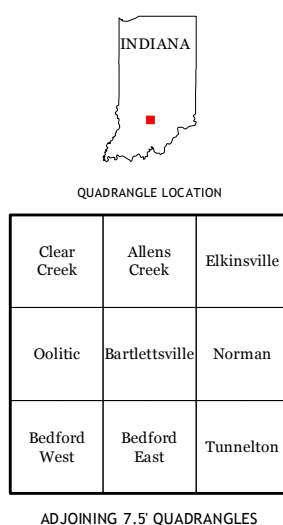 INDIANA
QUADRANGLE LOCATION
Clear
Creek
Allens
Creek
Elkinsville
Oolitic
Bartlettsville
Norman
Bedford
West
Bedford
East
Tunnelton
ADJOINING 7.5' QUADRANGLES